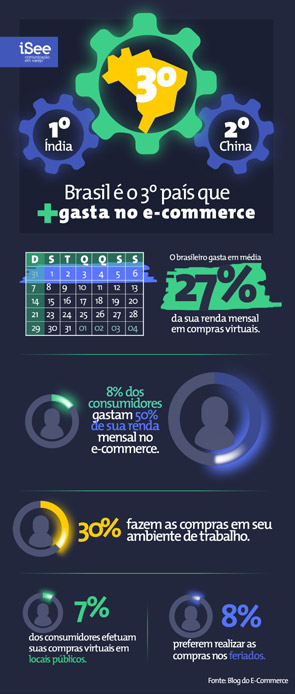 iSee
comunicação
em varejo
3º
1º
Índia
2º
China
Brasil é o 3º país que
+gasta no e-commerce
D S T Q Q S S
31 1 2 3 4 5 6
7 8 9 10 11 12 13
14 15 16 17 18 19 20
21 23 24 25 26 27 28
29 30 31 01 02 03 04
O brasileiro gasta em média
27%
da sua renda mensal
em compras virtuais.
8% dos
consumidores
gastam 50%
de sua renda
mensal no
e-commerce.
30% fazem as compras em seu
ambiente de trabalho.
7%
dos consumidores efetuam
suas compras virtuais em
locais públicos.
8%
preferem realizar as
compras nos feriados.
Fonte: Blog do E-Commerce